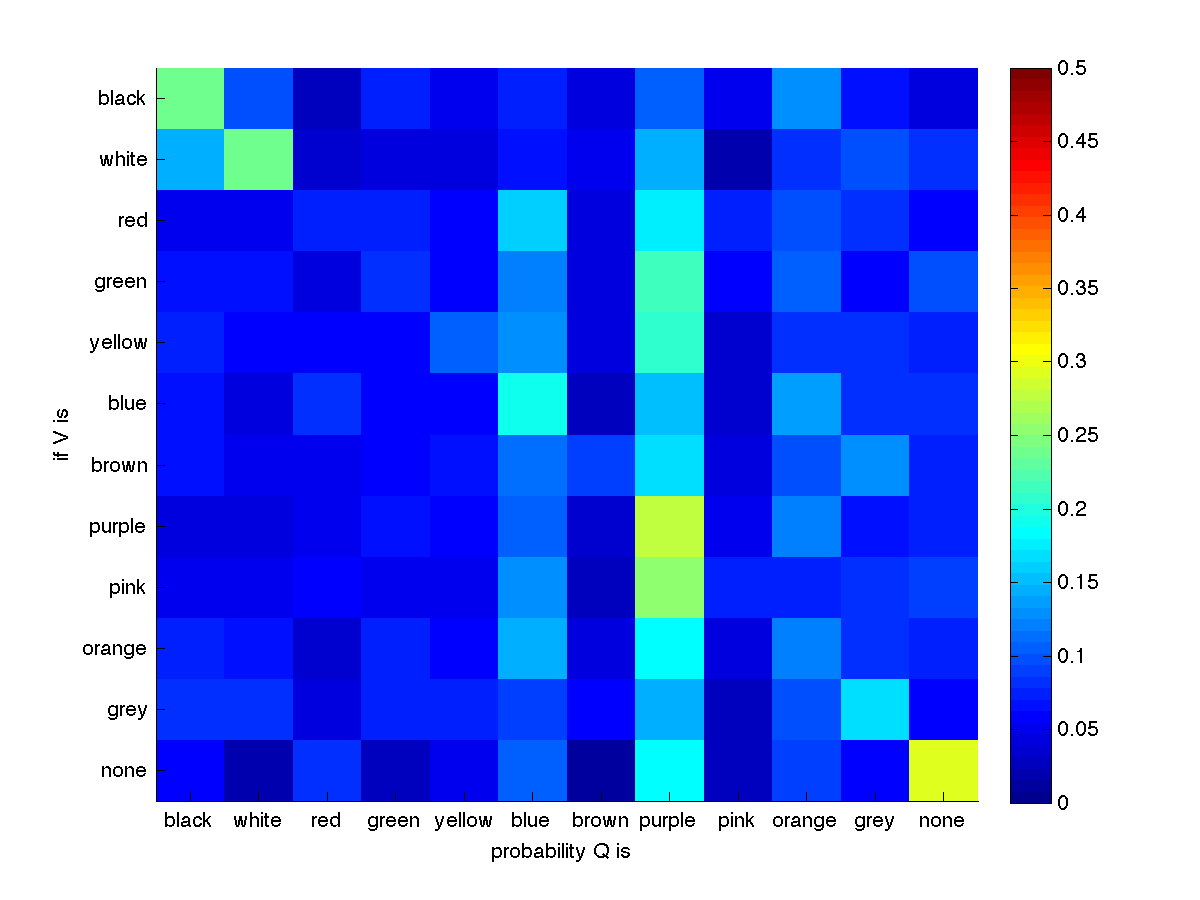 black
white
red
green
yellow
blue
brown
purple
pink
orange
grey
none
if V is
black white red green yellow blue brown purple pink orange grey none
probability Q is
0.5
0.45
0.4
0.35
0.3
0.25
0.2
0.15
0.1
0.05
0